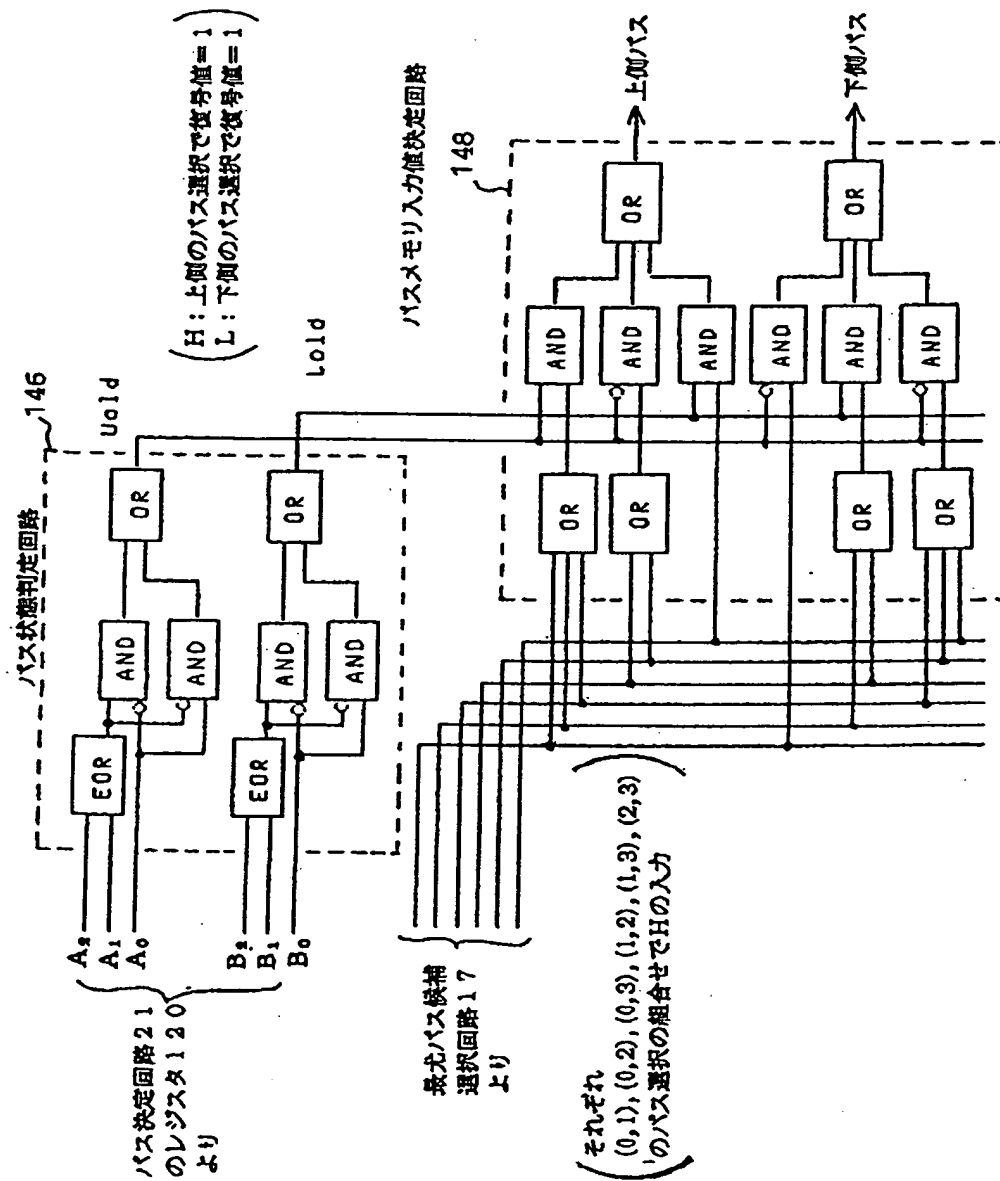 パス状態判定回路
146
Uold
Lold
H:上側のパス選択で復号値=1
L:下側のパス選択で復号値=1
EOR
AND
AND
OR
EOR
AND
AND
OR
A₂
A₁
A₀
B₂
B₁
B₀
パス決定回路21
のレジスタ120
より
パスメモリ入力値決定回路
148
OR
OR
OR
OR
AND
AND
AND
AND
AND
AND
OR
OR
上側パス
下側パス
最尤パス候補
選択回路17
より
それぞれ
(0,1),(0,2),(0,3),(1,2),(1,3),(2,3)
のパス選択の組合せでHの入力